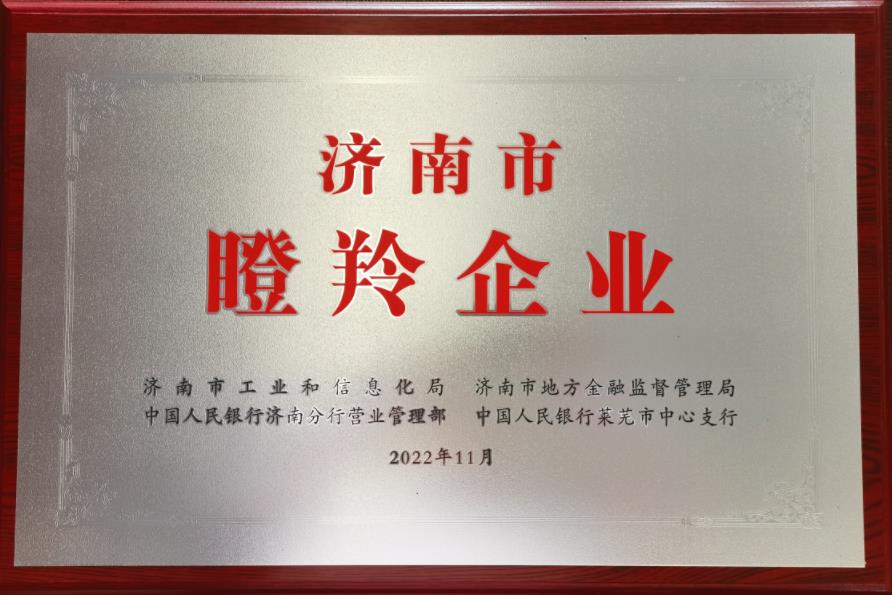 济南市
瞪羚企业
济南市工业和信息化局 济南市地方金融监督管理局
中国人民银行济南分行营业管理部 中国人民银行莱芜市中心支行
2022年11月